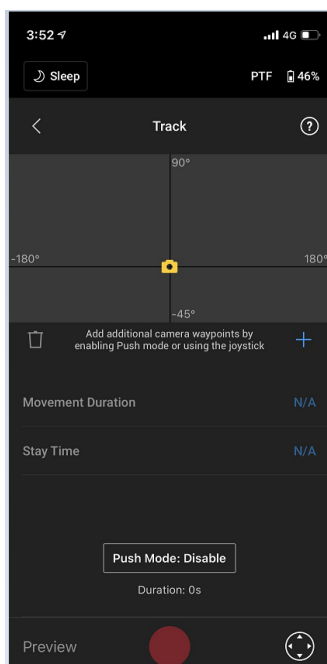 3:52 4G
Sleep PTF 46%
Track ?
90°
-180° 180°
-45°
Add additional camera waypoints by
enabling Push mode or using the joystick
Movement Duration N/A
Stay Time N/A
Push Mode: Disable
Duration: 0s
Preview